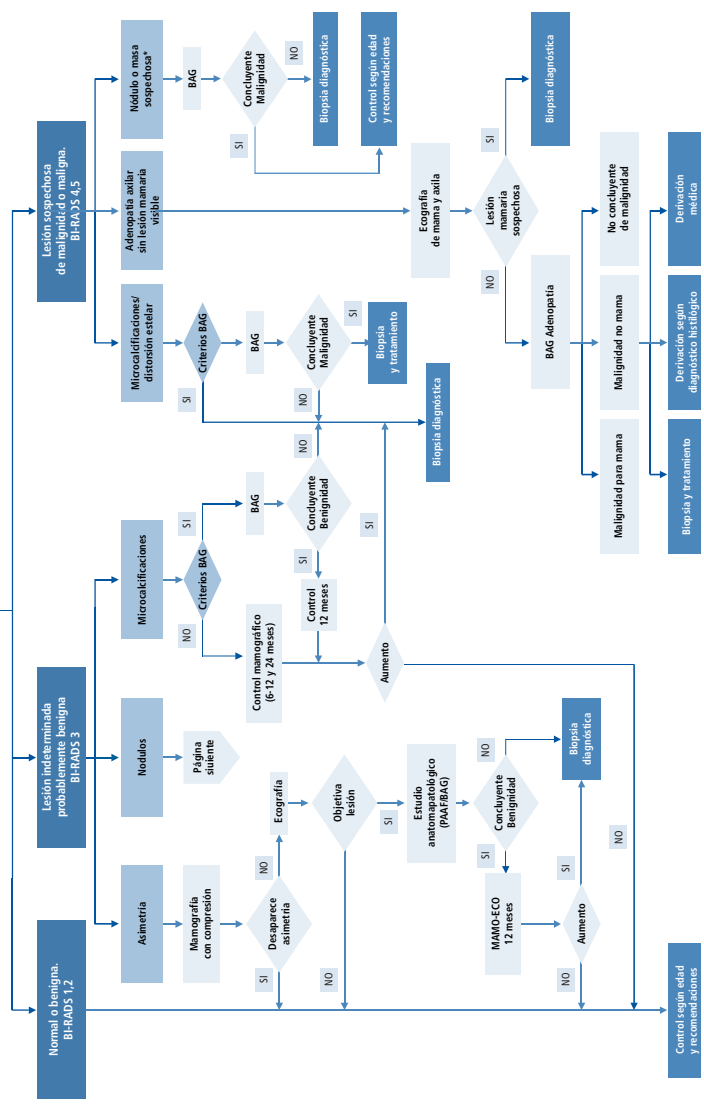 Normal o benigna.
BI-RADS 1,2
Lesión indeterminada
probablemente benigna
BI-RADS 3
Lesión sospechosa
de malignidad o maligna.
BI-RADS 4,5
Asimetría
Nodulos
Microcalcificaciones
Microcalcificaciones/
distorsión estelar
Adenopatía axilar
sin lesión mamaria
visible
Nódulo o masa
sospechosa*
Mamografía
con compresión
Página
siuiente
Criterios BAG
Criterios BAG
BAG
Desaparece
asimetría
SI
NO
Ecografía
NO
SI
Control mamográfico
(6-12 y 24 meses)
BAG
SI
BAG
Concluyente
Malignidad
NO
SI
Biopsia diagnóstica
Control según edad
y recomendaciones
Objetiva
lesión
NO
SI
Control
12 meses
SI
Concluyente
Benignidad
NO
NO
Concluyente
Malignidad
SI
Biopsia
y tratamiento
Aumento
SI
NO
Biopsia diagnóstica
Ecografía
de mama y axila
Estudio
anatomapatológico
(PAAF/BAG)
Concluyente
Benignidad
SI
NO
Lesión
mamaria
sospechosa
NO
SI
Biopsia diagnóstica
MAMO-ECO
12 meses
Biopsia
diagnóstica
BAG Adenopatía
Aumento
NO
SI
Malignidad para mama
Malignidad no mama
No concluyente
de malignidad
Control según edad
y recomendaciones
Biopsia y tratamiento
Derivación según
diagnóstico histilógico
Derivación
médica